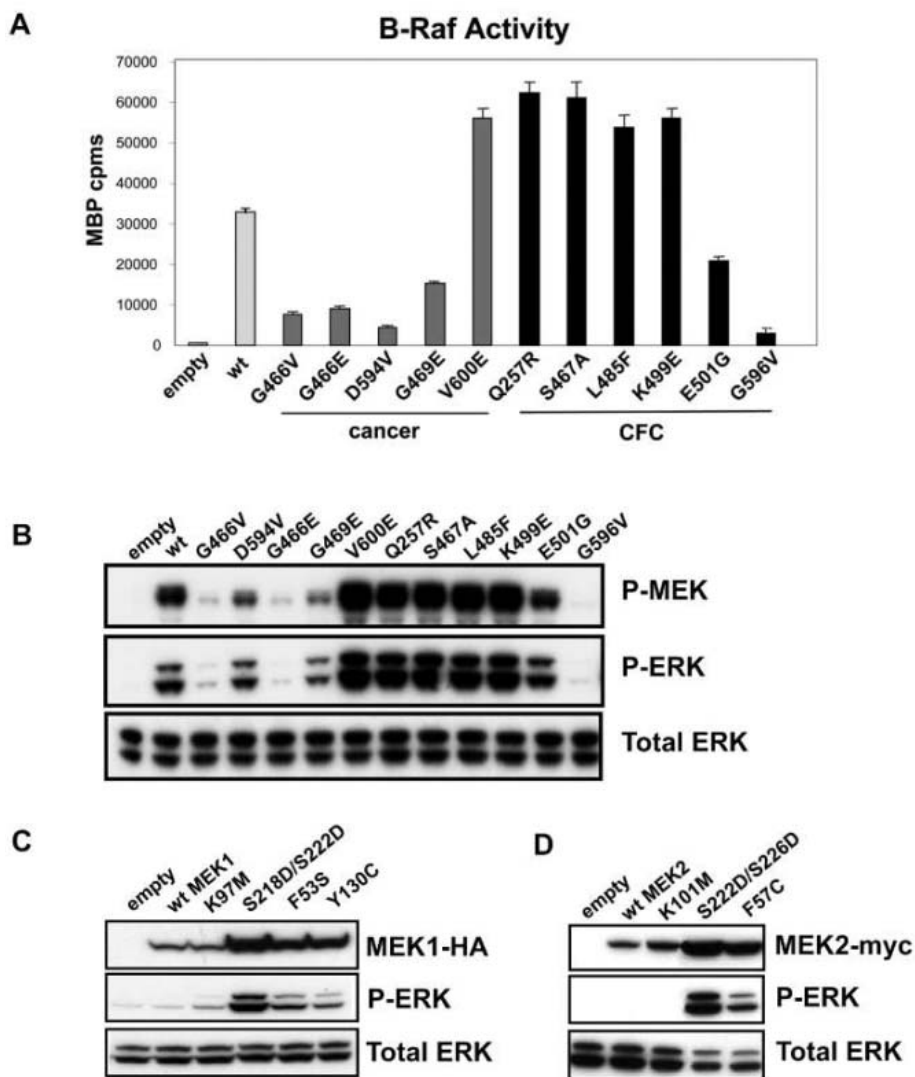 A
B-Raf Activity
MBP cpms
70000
60000
50000
40000
30000
20000
10000
0
empty
wt
G466V
G466E
D594V
G469E
V600E
Q257R
S467A
L485F
K499E
E501G
G596V
cancer
CFC
B
empty
wt
G466V
D594V
G466E
G469E
V600E
Q257R
S467A
L485F
K499E
E501G
G596V
P-MEK
P-ERK
Total ERK
C
empty
wt MEK1
K97M
S218D/S222D
F53S
Y130C
MEK1-HA
P-ERK
Total ERK
D
empty
wt MEK2
K101M
S222D/S226D
F57C
MEK2-myc
P-ERK
Total ERK